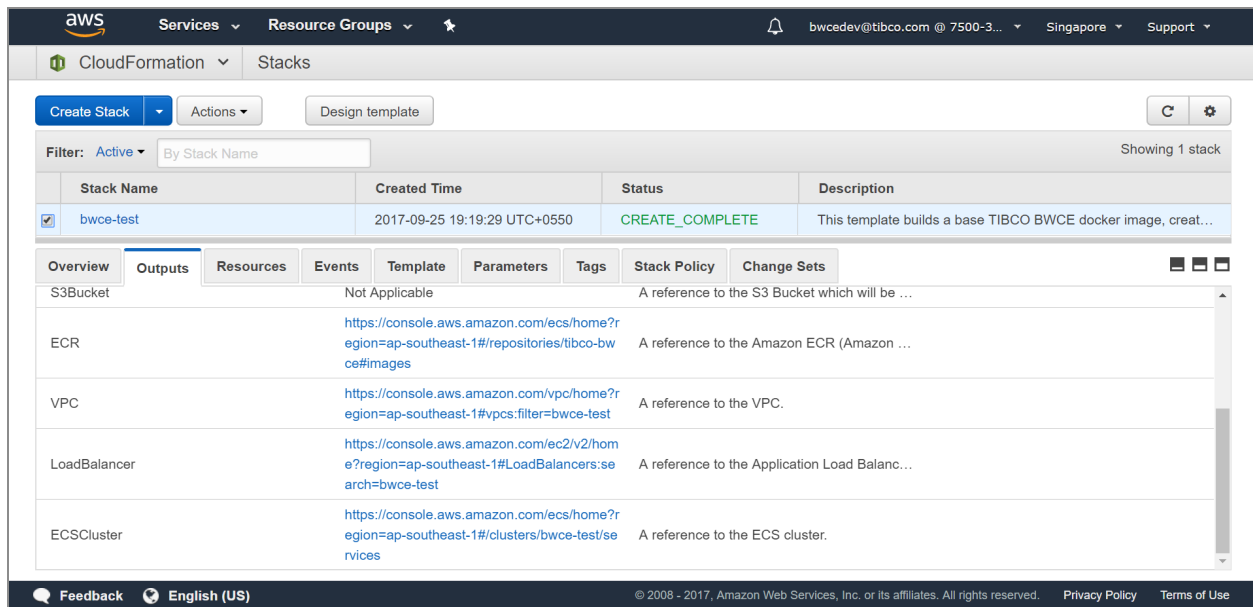 aws Services Resource Groups bwcedev@tibco.com @ 7500-3... Singapore Support
CloudFormation Stacks
Create Stack Actions Design template
Filter: Active By Stack Name Showing 1 stack
Stack Name Created Time Status Description
bwce-test 2017-09-25 19:19:29 UTC+0550 CREATE_COMPLETE This template builds a base TIBCO BWCE docker image, creat...
Overview Outputs Resources Events Template Parameters Tags Stack Policy Change Sets
S3Bucket Not Applicable A reference to the S3 Bucket which will be ...
https://console.aws.amazon.com/ecs/home?r
ECR egion=ap-southeast-1#/repositories/tibco-bw A reference to the Amazon ECR (Amazon ...
ce#images
https://console.aws.amazon.com/vpc/home?r
VPC egion=ap-southeast-1#vpcs:filter=bwce-test A reference to the VPC.
https://console.aws.amazon.com/ec2/v2/hom
LoadBalancer e?region=ap-southeast-1#LoadBalancers:se A reference to the Application Load Balanc...
arch=bwce-test
https://console.aws.amazon.com/ecs/home?r
ECSCluster egion=ap-southeast-1#/clusters/bwce-test/se A reference to the ECS cluster.
rvices
Feedback English (US) © 2008 - 2017, Amazon Web Services, Inc. or its affiliates. All rights reserved. Privacy Policy Terms of Use